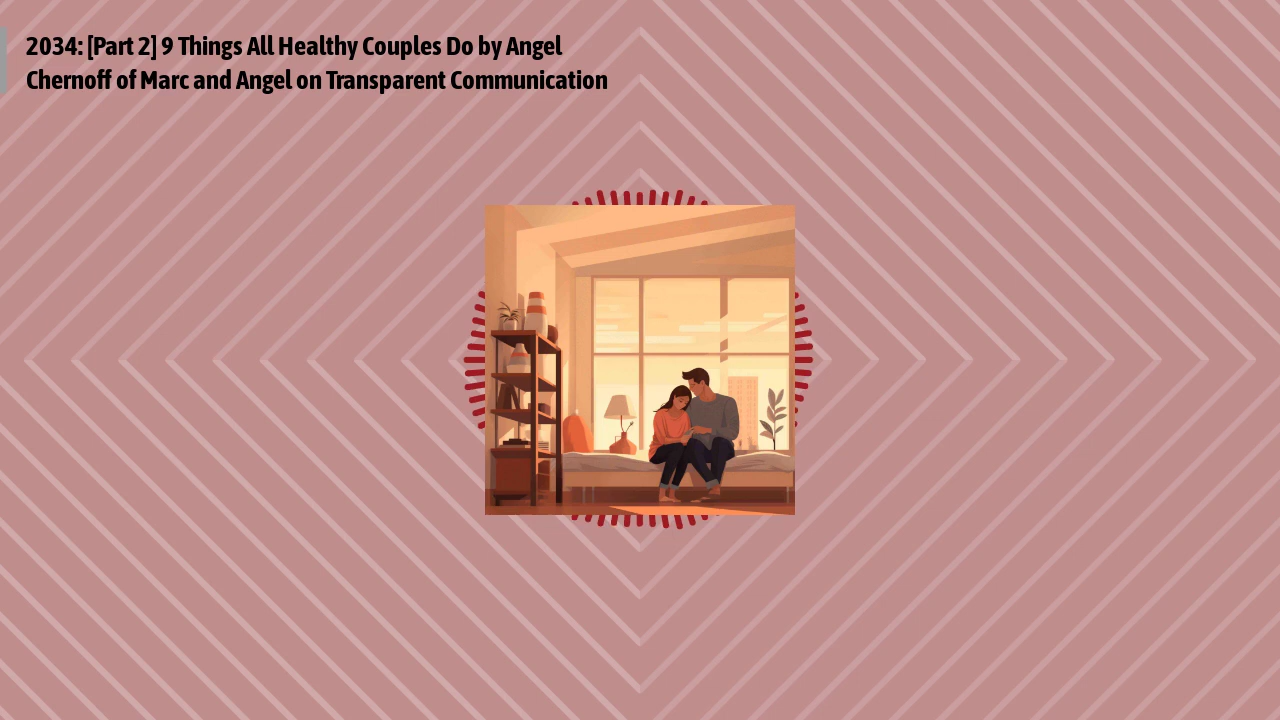 2034: [Part 2] 9 Things All Healthy Couples Do by Angel
Chernoff of Marc and Angel on Transparent Communication